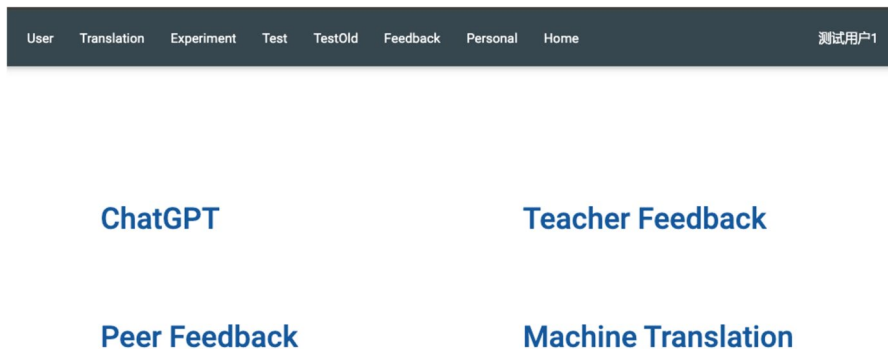 User Translation Experiment Test TestOld Feedback Personal Home 测试用户1
ChatGPT Teacher Feedback
Peer Feedback Machine Translation